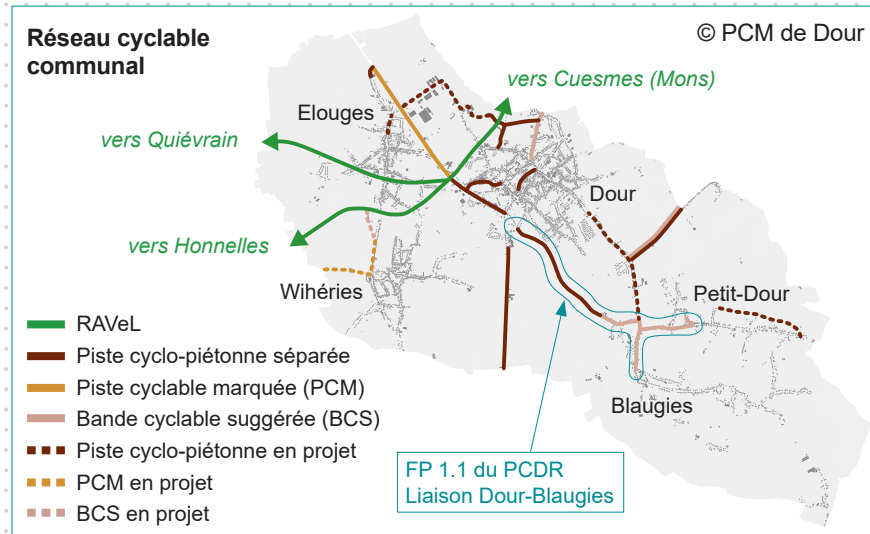 Réseau cyclable
communal
© PCM de Dour
vers Cuesmes (Mons)
Elouges
vers Quiévrain
Dour
vers Honnelles
Wihéries
Petit-Dour
RAVeL
Piste cyclo-piétonne séparée
Piste cyclable marquée (PCM)
Bande cyclable suggérée (BCS)
Piste cyclo-piétonne en projet
PCM en projet
BCS en projet
Blaugies
FP 1.1 du PCDR
Liaison Dour-Blaugies